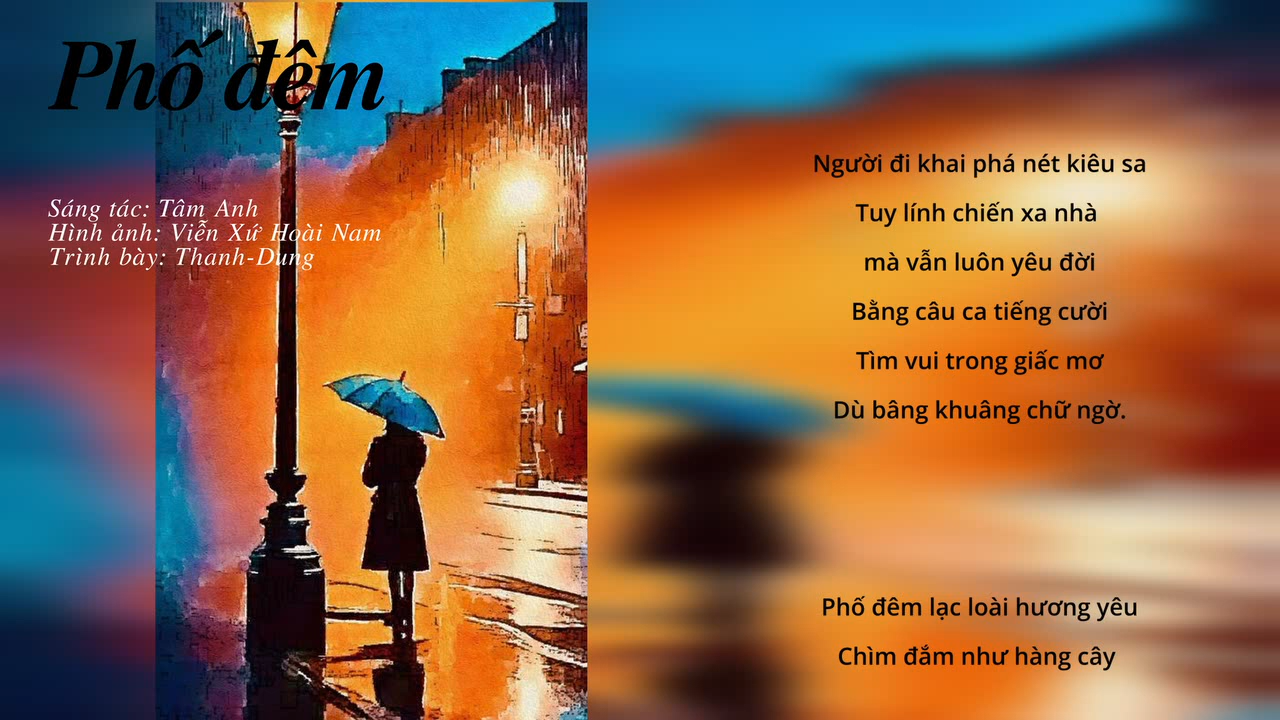 Phố đêm
Sáng tác: Tâm Anh
Hình ảnh: Viễn Xứ Hoài Nam
Trình bày: Thanh-Dung
Người đi khai phá nét kiêu sa
Tuy lính chiến xa nhà
mà vẫn luôn yêu đời
Bằng câu ca tiếng cười
Tìm vui trong giấc mơ
Dù bâng khuâng chữ ngờ.
Phố đêm lạc loài hương yêu
Chìm đắm như hàng cây